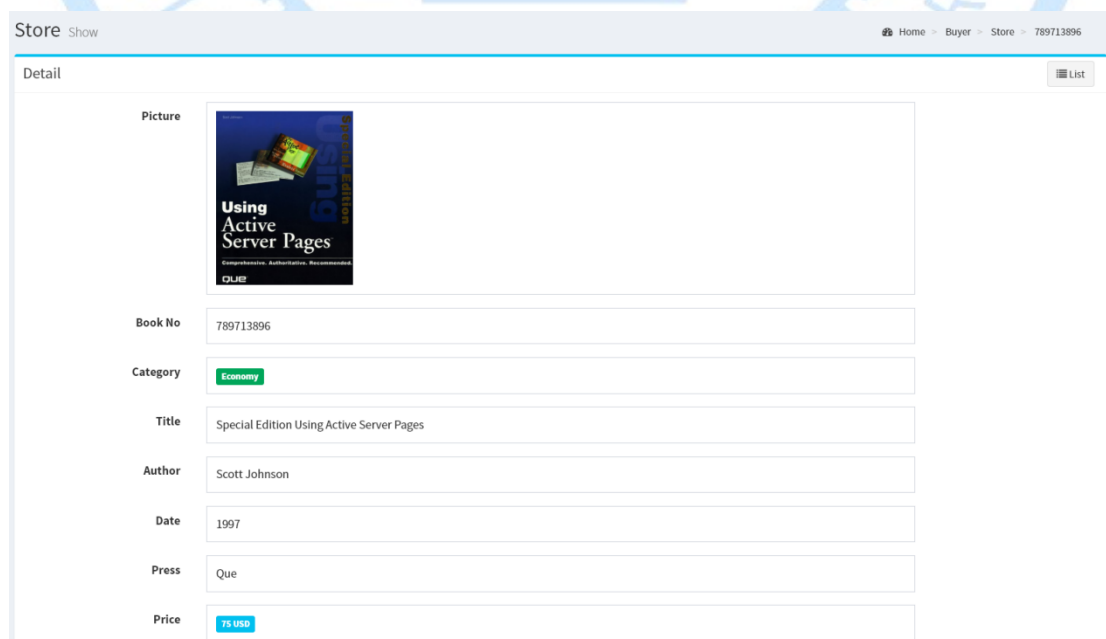 Store Show
Home > Buyer > Store > 789713896
Detail
List
Picture
Special Edition
Using
Using
Active
Server Pages
Comprehensive. Authoritative. Recommended.
QUE
Book No
789713896
Category
Economy
Title
Special Edition Using Active Server Pages
Author
Scott Johnson
Date
1997
Press
Que
Price
75 USD